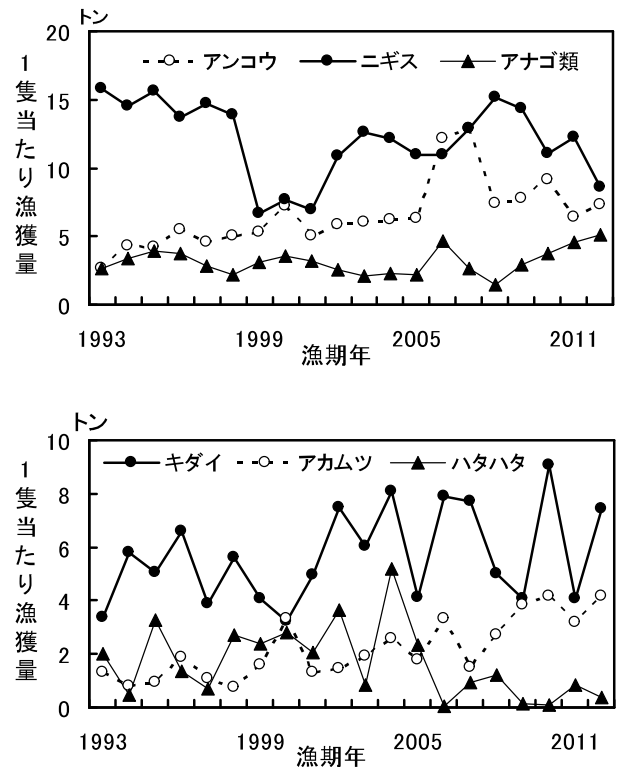 トン
20
15
10
5
0
1隻当たり漁獲量
アンコウ ニギス アナゴ類
1993 1999 2005 2011
漁期年
トン
10
8
6
4
2
0
1隻当たり漁獲量
キダイ アカムツ ハタハタ
1993 1999 2005 2011
漁期年